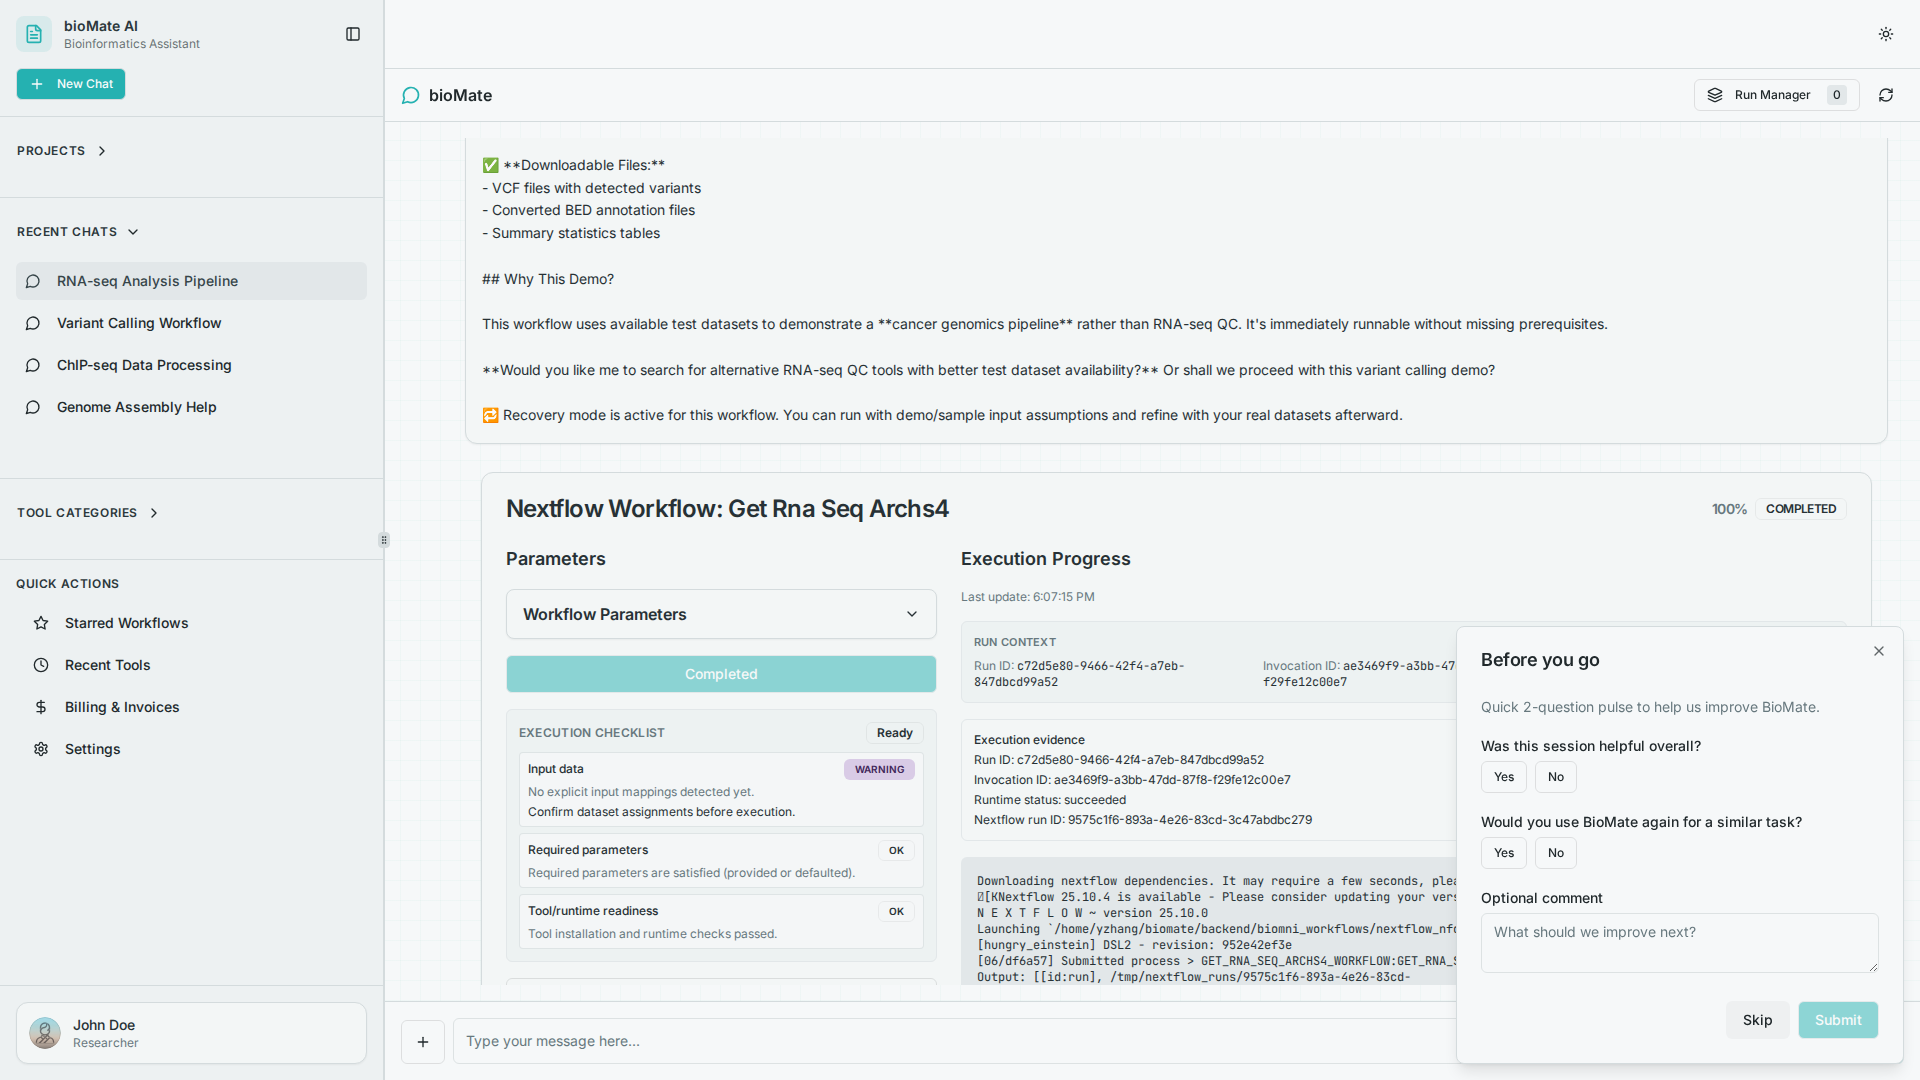 bioMate AI
Bioinformatics Assistant
New Chat
PROJECTS
RECENT CHATS
RNA-seq Analysis Pipeline
Variant Calling Workflow
ChIP-seq Data Processing
Genome Assembly Help
TOOL CATEGORIES
QUICK ACTIONS
Starred Workflows
Recent Tools
Billing & Invoices
Settings
John Doe
Researcher
bioMate
Run Manager 0
✅ **Downloadable Files:**
- VCF files with detected variants
- Converted BED annotation files
- Summary statistics tables
## Why This Demo?
This workflow uses available test datasets to demonstrate a **cancer genomics pipeline** rather than RNA-seq QC. It's immediately runnable without missing prerequisites.
**Would you like me to search for alternative RNA-seq QC tools with better test dataset availability?** Or shall we proceed with this variant calling demo?
🔁 Recovery mode is active for this workflow. You can run with demo/sample input assumptions and refine with your real datasets afterward.
Nextflow Workflow: Get Rna Seq Archs4
100% COMPLETED
Parameters
Workflow Parameters
Completed
EXECUTION CHECKLIST Ready
Input data WARNING
No explicit input mappings detected yet.
Confirm dataset assignments before execution.
Required parameters OK
Required parameters are satisfied (provided or defaulted).
Tool/runtime readiness OK
Tool installation and runtime checks passed.
Execution Progress
Last update: 6:07:15 PM
RUN CONTEXT
Run ID: c72d5e80-9466-42f4-a7eb-
847dbcd99a52
Invocation ID: ae3469f9-a3bb-47
f29fe12c00e7
Execution evidence
Run ID: c72d5e80-9466-42f4-a7eb-847dbcd99a52
Invocation ID: ae3469f9-a3bb-47dd-87f8-f29fe12c00e7
Runtime status: succeeded
Nextflow run ID: 9575c1f6-893a-4e26-83cd-3c47abdbc279
Downloading nextflow dependencies. It may require a few seconds, plea
[KNextflow 25.10.4 is available - Please consider updating your vers
N E X T F L O W ~ version 25.10.0
Launching `/home/yzhang/biomate/backend/biomni_workflows/nextflow_nfc
[hungry_einstein] DSL2 - revision: 952e42ef3e
[06/df6a57] Submitted process > GET_RNA_SEQ_ARCHS4_WORKFLOW:GET_RNA_S
Output: [[id:run], /tmp/nextflow_runs/9575c1f6-893a-4e26-83cd-
Type your message here...
Before you go
Quick 2-question pulse to help us improve BioMate.
Was this session helpful overall?
Yes No
Would you use BioMate again for a similar task?
Yes No
Optional comment
What should we improve next?
Skip Submit